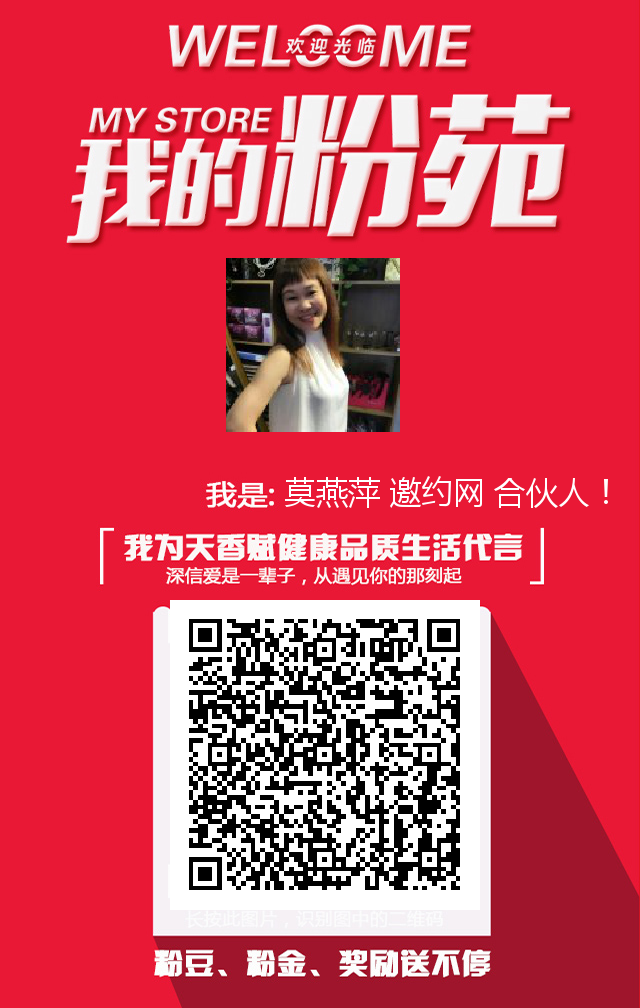 WELCOME
欢迎光临
MY STORE
我的粉苑
我是: 莫燕萍 邀约网 合伙人！
我为天香赋健康品质生活代言
深信爱是一辈子，从遇见你的那刻起
长按此图片，识别图中的二维码
粉豆、粉金、奖励送不停